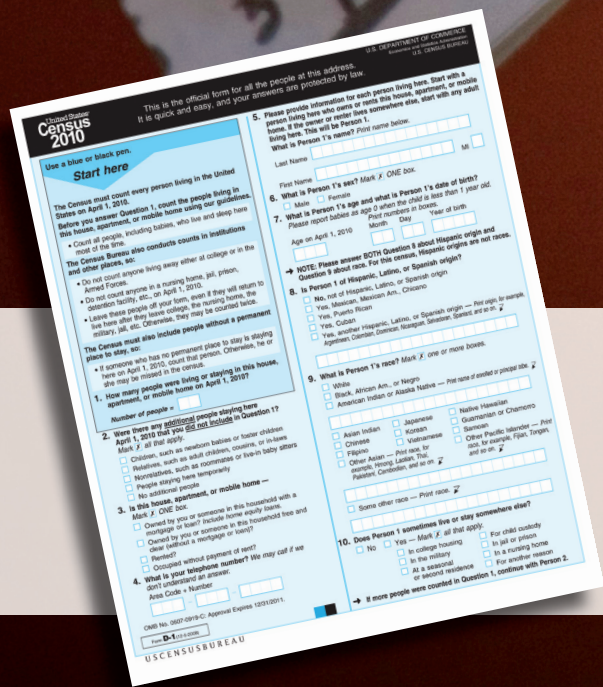 U.S. DEPARTMENT OF COMMERCE
Economics and Statistics Administration
U.S. CENSUS BUREAU
This is the official form for all the people at this address.
It is quick and easy, and your answers are protected by law.
United States
Census
2010
Use a blue or black pen.
Start here
The Census must count every person living in the United
States on April 1, 2010.
Before you answer Question 1, count the people living in
this house, apartment, or mobile home using our guidelines.
• Count all people, including babies, who live and sleep here
most of the time.
The Census Bureau also conducts counts in institutions
and other places, so:
• Do not count anyone living away either at college or in the
Armed Forces.
• Do not count anyone in a nursing home, jail, prison,
detention facility, etc., on April 1, 2010.
• Leave these people off your form, even if they will return to
live here after they leave college, the nursing home, the
military, jail, etc. Otherwise, they may be counted twice.
The Census must also include people without a permanent
place to stay, so:
• If someone who has no permanent place to stay is staying
here on April 1, 2010, count that person. Otherwise, he or
she may be missed in the census.
1. How many people were living or staying in this house,
apartment, or mobile home on April 1, 2010?
Number of people =
2. Were there any additional people staying here
April 1, 2010 that you did not include in Question 1?
Mark X all that apply.
Children, such as newborn babies or foster children
Relatives, such as adult children, cousins, or in-laws
Nonrelatives, such as roommates or live-in baby sitters
People staying here temporarily
No additional people
3. Is this house, apartment, or mobile home —
Mark X ONE box.
Owned by you or someone in this household with a
mortgage or loan? Include home equity loans.
Owned by you or someone in this household free and
clear (without a mortgage or loan)?
Rented?
Occupied without payment of rent?
4. What is your telephone number? We may call if we
don't understand an answer.
Area Code + Number
OMB No. 0607-0919-C: Approval Expires 12/31/2011.
Form D-1 (12-5-2008)
USCENSUSBUREAU
5. Please provide information for each person living here. Start with a
person living here who owns or rents this house, apartment, or mobile
home. If the owner or renter lives somewhere else, start with any adult
living here. This will be Person 1.
What is Person 1's name? Print name below.
Last Name
First Name MI
6. What is Person 1's sex? Mark X ONE box.
Male Female
7. What is Person 1's age and what is Person 1's date of birth?
Please report babies as age 0 when the child is less than 1 year old.
Print numbers in boxes.
Age on April 1, 2010 Month Day Year of birth
→ NOTE: Please answer BOTH Question 8 about Hispanic origin and
Question 9 about race. For this census, Hispanic origins are not races.
8. Is Person 1 of Hispanic, Latino, or Spanish origin?
No, not of Hispanic, Latino, or Spanish origin
Yes, Mexican, Mexican Am., Chicano
Yes, Puerto Rican
Yes, Cuban
Yes, another Hispanic, Latino, or Spanish origin — Print origin, for example,
Argentinean, Colombian, Dominican, Nicaraguan, Salvadoran, Spaniard, and so on.
9. What is Person 1's race? Mark X one or more boxes.
White
Black, African Am., or Negro
American Indian or Alaska Native — Print name of enrolled or principal tribe.
Asian Indian Japanese Native Hawaiian
Chinese Korean Guamanian or Chamorro
Filipino Vietnamese Samoan
Other Asian — Print race, for
example, Hmong, Laotian, Thai,
Pakistani, Cambodian, and so on.
Other Pacific Islander — Print
race, for example, Fijian, Tongan,
and so on.
Some other race — Print race.
10. Does Person 1 sometimes live or stay somewhere else?
No Yes — Mark X all that apply.
In college housing For child custody
In the military In jail or prison
At a seasonal
or second residence
In a nursing home
For another reason
→ If more people were counted in Question 1, continue with Person 2.